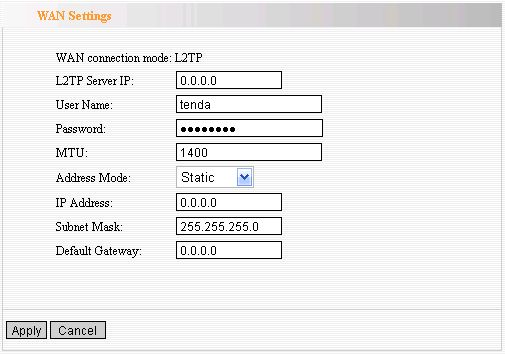 WAN Settings
WAN connection mode: L2TP
L2TP Server IP: 0.0.0.0
User Name: tenda
Password: ●●●●●●●●
MTU: 1400
Address Mode: Static
IP Address: 0.0.0.0
Subnet Mask: 255.255.255.0
Default Gateway: 0.0.0.0
Apply Cancel